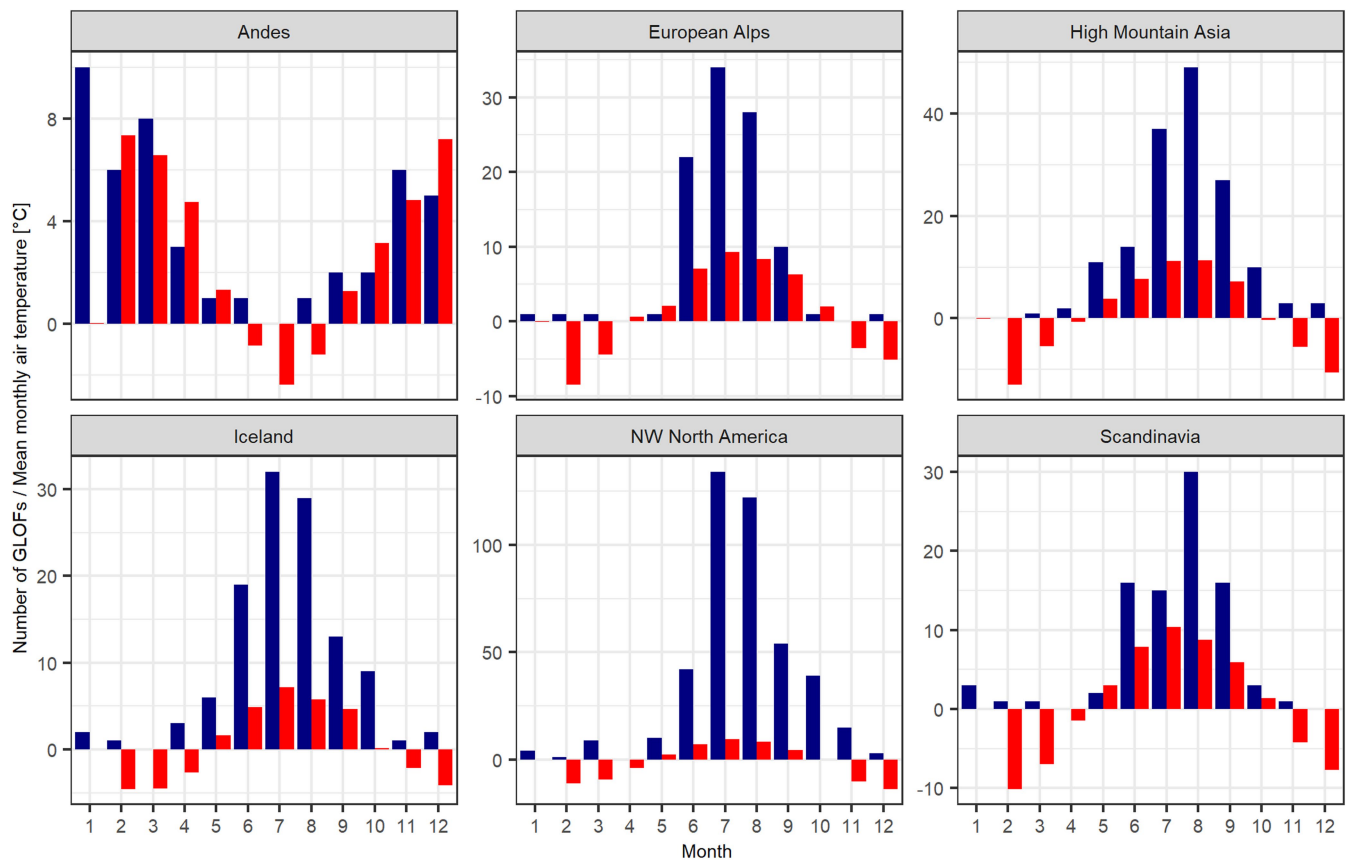 Andes
European Alps
High Mountain Asia
8
4
0
30
20
10
0
-10
40
20
0
Number of GLOFs / Mean monthly air temperature [°C]
Iceland
NW North America
Scandinavia
30
20
10
0
100
50
0
30
20
10
0
-10
1 2 3 4 5 6 7 8 9 10 11 12
1 2 3 4 5 6 7 8 9 10 11 12
1 2 3 4 5 6 7 8 9 10 11 12
Month